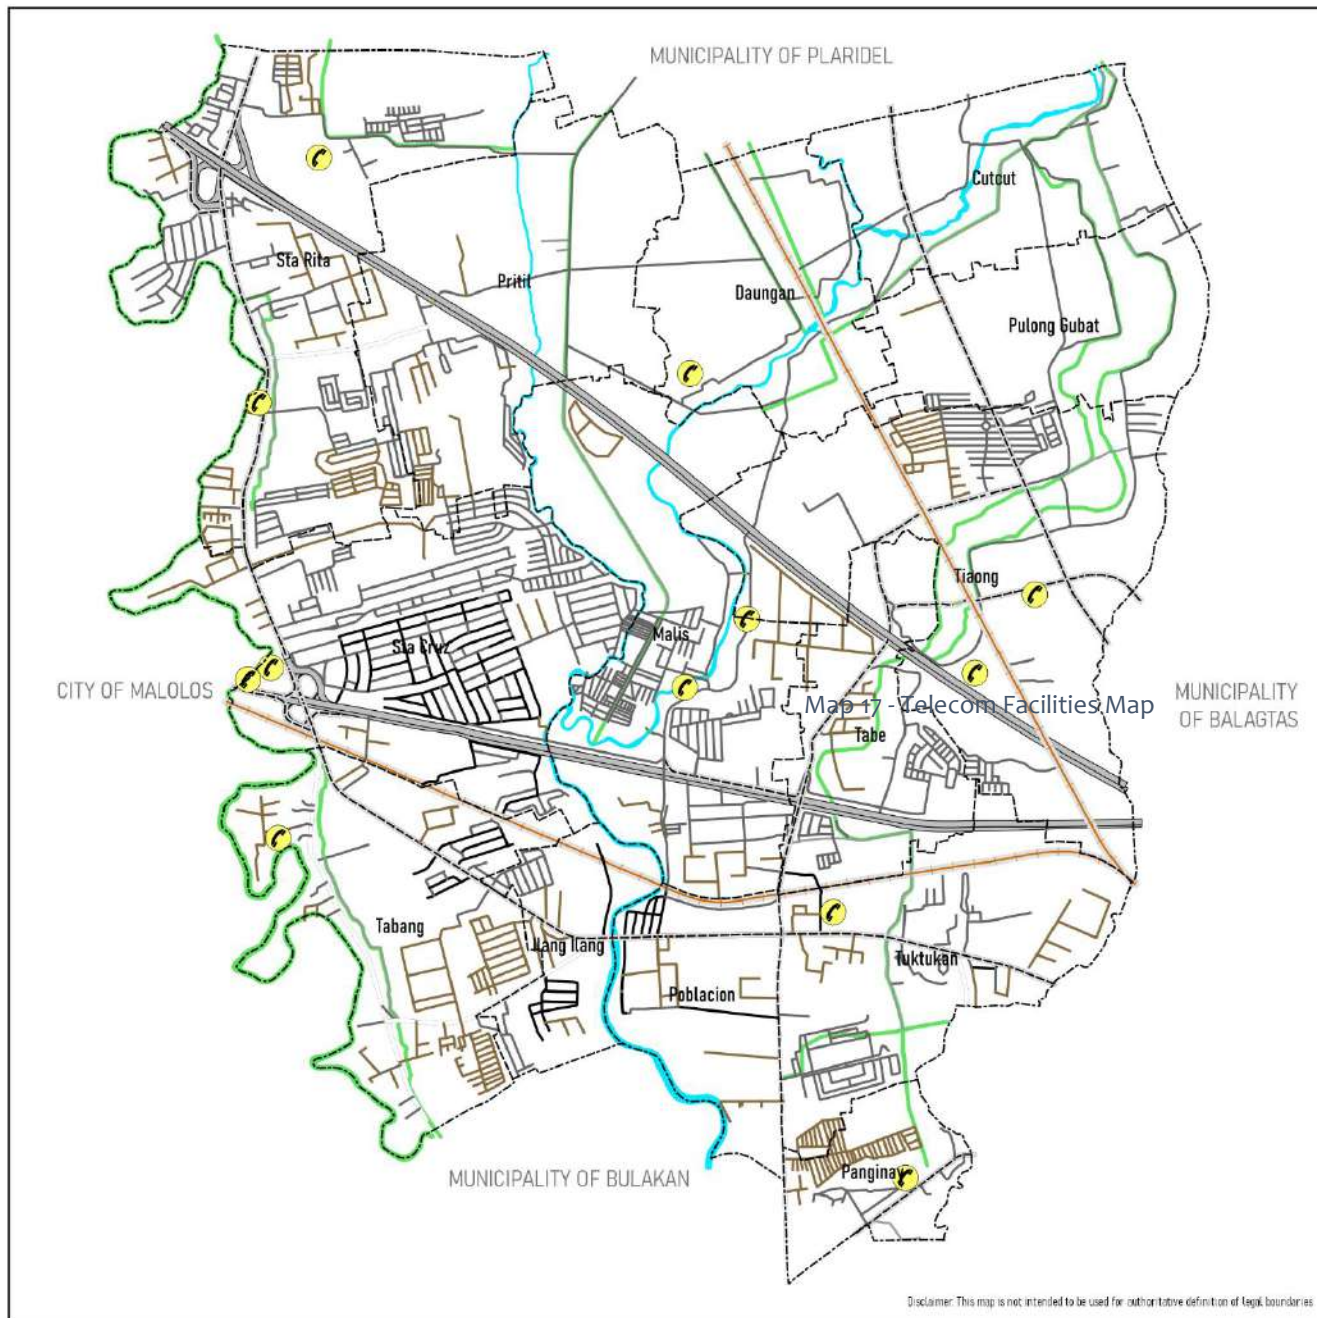 MUNICIPALITY OF PLARIDEL
Cutcut
Sta Rita
Pritil
Daungan
Pulong Gubat
Tiaong
Malis
Sta Cruz
CITY OF MALOLOS
MUNICIPALITY
OF BALAGTAS
Map 17 - Telecom Facilities Map
Tabe
Tabang
Ilang Ilang
Tuktukan
Poblacion
MUNICIPALITY OF BULAKAN
Panginay
Disclaimer: This map is not intended to be used for authoritative definition of legal boundaries